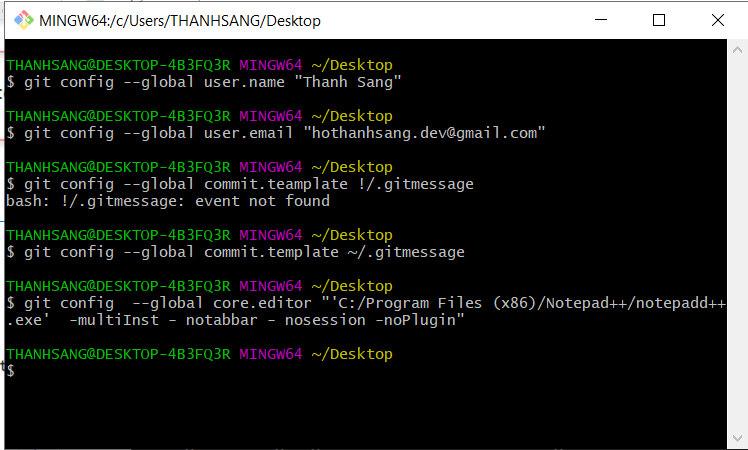 MINGW64:/c/Users/THANHSANG/Desktop
THANHSANG@DESKTOP-4B3FQ3R MINGW64 ~/Desktop
$ git config --global user.name "Thanh Sang"
THANHSANG@DESKTOP-4B3FQ3R MINGW64 ~/Desktop
$ git config --global user.email "hothanhsang.dev@gmail.com"
THANHSANG@DESKTOP-4B3FQ3R MINGW64 ~/Desktop
$ git config --global commit.teamplate !/.gitmessage
bash: !/.gitmessage: event not found
THANHSANG@DESKTOP-4B3FQ3R MINGW64 ~/Desktop
$ git config --global commit.template ~/.gitmessage
THANHSANG@DESKTOP-4B3FQ3R MINGW64 ~/Desktop
$ git config  --global core.editor "'C:/Program Files (x86)/Notepad++/notepadd++
.exe'  -multiInst - notabbar - nosession -noPlugin"
THANHSANG@DESKTOP-4B3FQ3R MINGW64 ~/Desktop
$